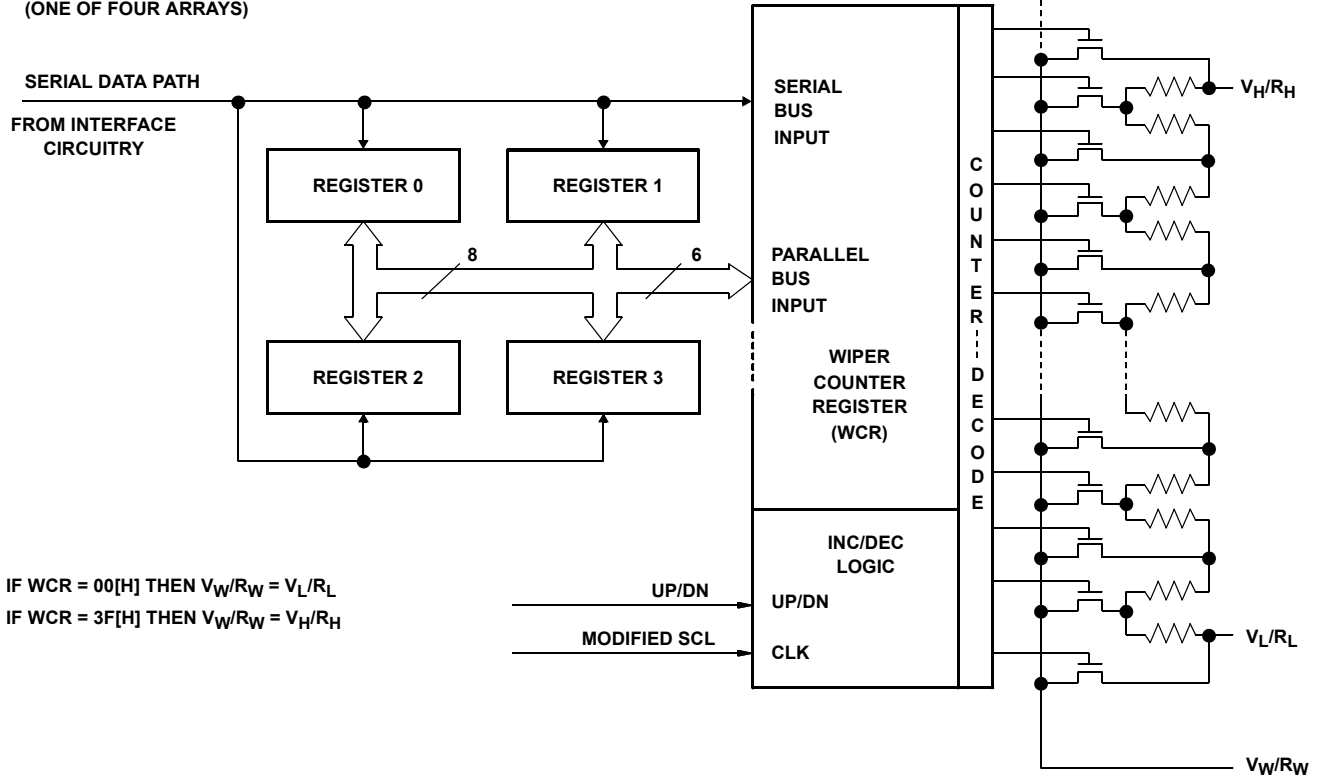 (ONE OF FOUR ARRAYS)
SERIAL DATA PATH
FROM INTERFACE
CIRCUITRY
REGISTER 0
REGISTER 1
8
6
REGISTER 2
REGISTER 3
SERIAL
BUS
INPUT
PARALLEL
BUS
INPUT
WIPER
COUNTER
REGISTER
(WCR)
INC/DEC
LOGIC
UP/DN
UP/DN
MODIFIED SCL
CLK
COUNTER
DECODE
VH/RH
VL/RL
VW/RW
IF WCR = 00[H] THEN VW/RW = VL/RL
IF WCR = 3F[H] THEN VW/RW = VH/RH